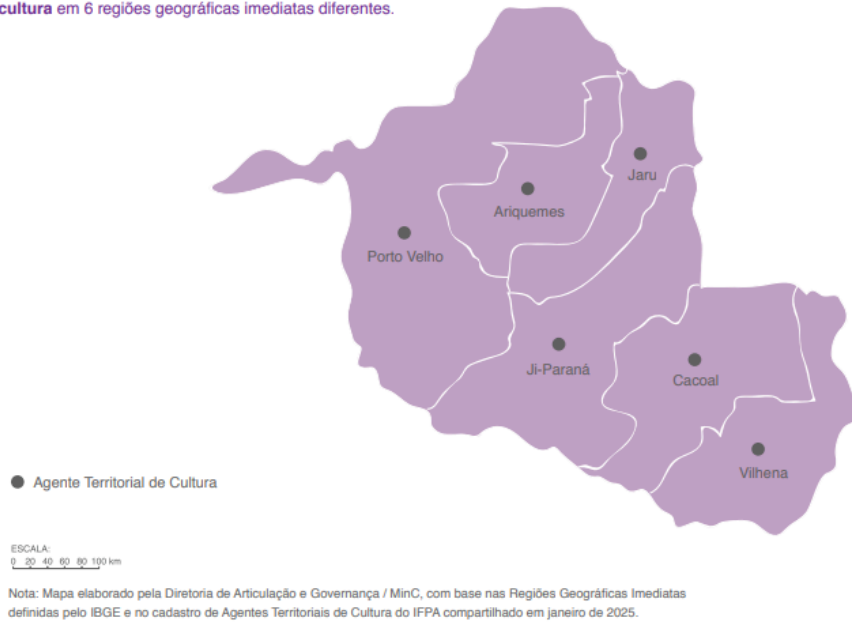 cultura em 6 regiões geográficas imediatas diferentes.
Jaru
Ariquemes
Porto Velho
Ji-Paraná
Cacoal
Vilhena
Agente Territorial de Cultura
ESCALA:
0 20 40 60 80 100 km
Nota: Mapa elaborado pela Diretoria de Articulação e Governança / MinC, com base nas Regiões Geográficas Imediatas
definidas pelo IBGE e no cadastro de Agentes Territoriais de Cultura do IFPA compartilhado em janeiro de 2025.